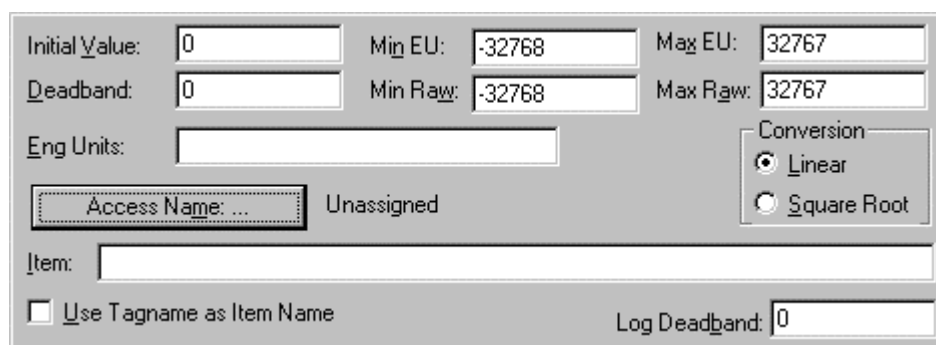 Initial Value: 0 Min EU: -32768 Max EU: 32767
Deadband: 0 Min Raw: -32768 Max Raw: 32767
Eng Units:
Conversion
Linear
Access Name: ... Unassigned
Square Root
Item:
Use Tagname as Item Name
Log Deadband: 0